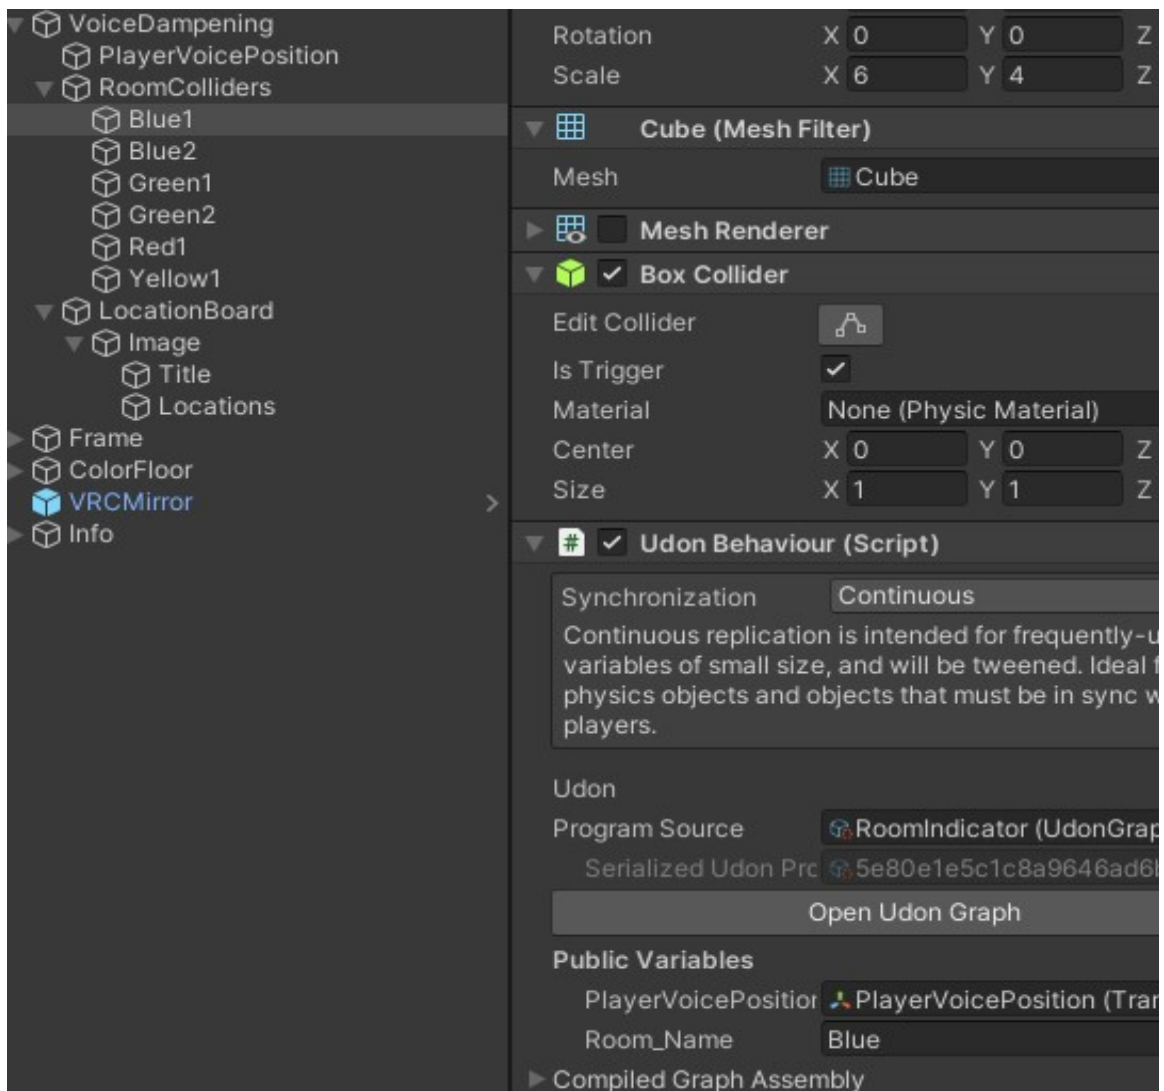 VoiceDampening
PlayerVoicePosition
RoomColliders
Blue1
Blue2
Green1
Green2
Red1
Yellow1
LocationBoard
Image
Title
Locations
Frame
ColorFloor
VRCMirror
Info
Rotation X 0 Y 0 Z
Scale X 6 Y 4 Z
Cube (Mesh Filter)
Mesh Cube
Mesh Renderer
Box Collider
Edit Collider
Is Trigger
Material None (Physic Material)
Center X 0 Y 0 Z
Size X 1 Y 1 Z
# Udon Behaviour (Script)
Synchronization Continuous
Continuous replication is intended for frequently-u
variables of small size, and will be tweened. Ideal f
physics objects and objects that must be in sync w
players.
Udon
Program Source RoomIndicator (UdonGrap
Serialized Udon Prc 5e80e1e5c1c8a9646ad6b
Open Udon Graph
Public Variables
PlayerVoicePosition PlayerVoicePosition (Tran
Room_Name Blue
Compiled Graph Assembly